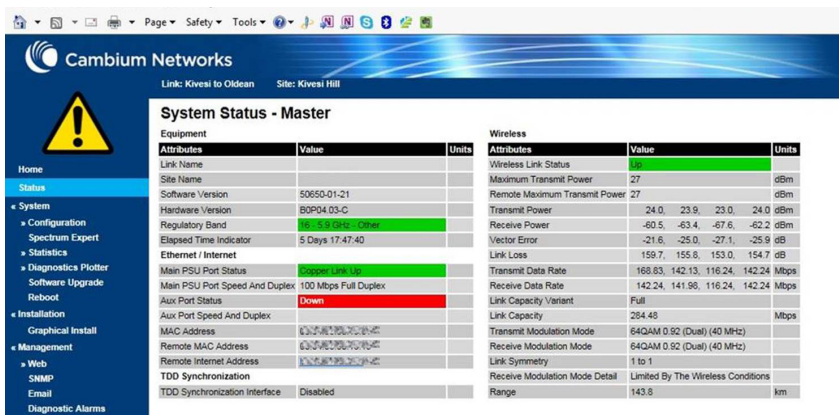 Page Safety Tools
Cambium Networks
Link: Kivesi to Oldean Site: Kivesi Hill
Home
Status
« System
» Configuration
Spectrum Expert
» Statistics
» Diagnostics Plotter
Software Upgrade
Reboot
« Installation
Graphical Install
« Management
» Web
SNMP
Email
Diagnostic Alarms
System Status - Master
Equipment
Attributes Value Units
Link Name
Site Name
Software Version 50650-01-21
Hardware Version B0P04.03-C
Regulatory Band 16 - 5.9 GHz - Other
Elapsed Time Indicator 5 Days 17:47:40
Ethernet / Internet
Main PSU Port Status Copper Link Up
Main PSU Port Speed And Duplex 100 Mbps Full Duplex
Aux Port Status Down
Aux Port Speed And Duplex
MAC Address
Remote MAC Address
Remote Internet Address
TDD Synchronization
TDD Synchronization Interface Disabled
Wireless
Attributes Value Units
Wireless Link Status Up
Maximum Transmit Power 27 dBm
Remote Maximum Transmit Power 27 dBm
Transmit Power 24.0, 23.9, 23.0, 24.0 dBm
Receive Power -60.5, -63.4, -67.6, -62.2 dBm
Vector Error -21.6, -25.0, -27.1, -25.9 dB
Link Loss 159.7, 155.8, 153.0, 154.7 dB
Transmit Data Rate 168.83, 142.13, 116.24, 142.24 Mbps
Receive Data Rate 142.24, 141.98, 116.24, 142.24 Mbps
Link Capacity Variant Full
Link Capacity 284.48 Mbps
Transmit Modulation Mode 64QAM 0.92 (Dual) (40 MHz)
Receive Modulation Mode 64QAM 0.92 (Dual) (40 MHz)
Link Symmetry 1 to 1
Receive Modulation Mode Detail Limited By The Wireless Conditions
Range 143.8 km